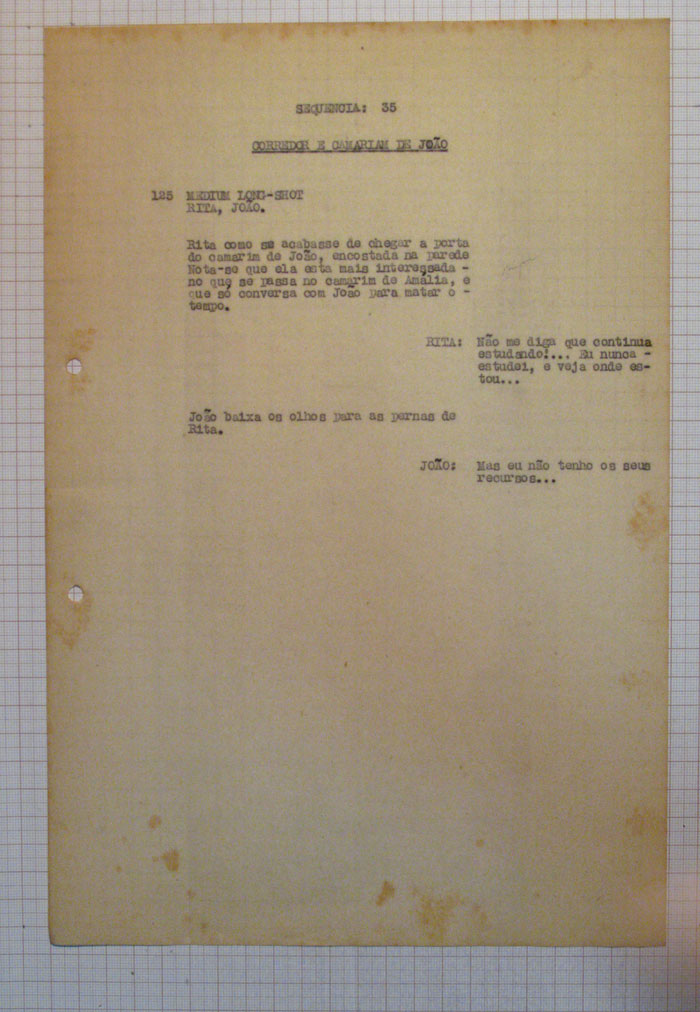 SEQUENCIA: 35
CORREDOR E CAMARIAM DE JOÃO
125 MEDIUM LONG-SHOT
RITA, JOÃO.
Rita como se acabasse de chegar a porta
do camarim de João, encostada na parede
Nota-se que ela esta mais interessada -
no que se passa no camarim de Amália, e
que só conversa com João para matar o -
tempo.
RITA: Não me diga que continua
estudando!... Eu nunca -
estudei, e veja onde es-
tou...
João baixa os olhos para as pernas de
Rita.
JOÃO: Mas eu não tenho os seus
recursos...